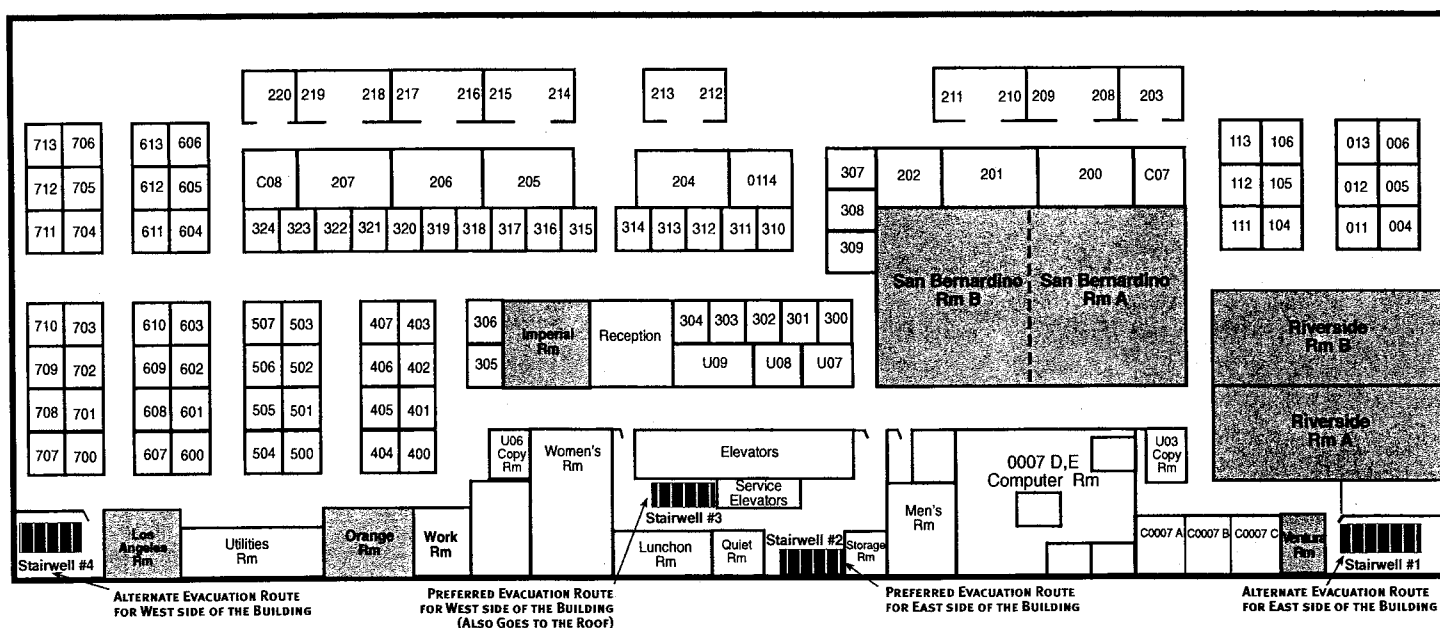 220 219 218 217 216 215 214
213 212
211 210 209 208 203
713 706
712 705
711 704
613 606
612 605
611 604
C08 207 206 205
324 323 322 321 320 319 318 317 316 315
204 0114
314 313 312 311 310
307
308
309
202 201 200 C07
San Bernardino
Rm B
San Bernardino
Rm A
113 106
112 105
111 104
013 006
012 005
011 004
710 703
709 702
708 701
707 700
610 603
609 602
608 601
607 600
507 503
506 502
505 501
504 500
407 403
406 402
405 401
404 400
306
305
Imperial
Rm
Reception
304 303 302 301 300
U09 U08 U07
Riverside
Rm B
Riverside
Rm A
U06
Copy
Rm
Women's
Rm
Elevators
Service
Elevators
Stairwell #3
0007 D,E
Computer Rm
U03
Copy
Rm
Stairwell #4
Los
Angeles
Rm
Utilities
Rm
Orange
Rm
Work
Rm
Lunchon
Rm
Quiet
Rm
Stairwell #2
Storage
Rm
Men's
Rm
C0007 A C0007 B C0007 C
Ventura
Rm
Stairwell #1
ALTERNATE EVACUATION ROUTE
FOR WEST SIDE OF THE BUILDING
PREFERRED EVACUATION ROUTE
FOR WEST SIDE OF THE BUILDING
(ALSO GOES TO THE ROOF)
PREFERRED EVACUATION ROUTE
FOR EAST SIDE OF THE BUILDING
ALTERNATE EVACUATION ROUTE
FOR EAST SIDE OF THE BUILDING